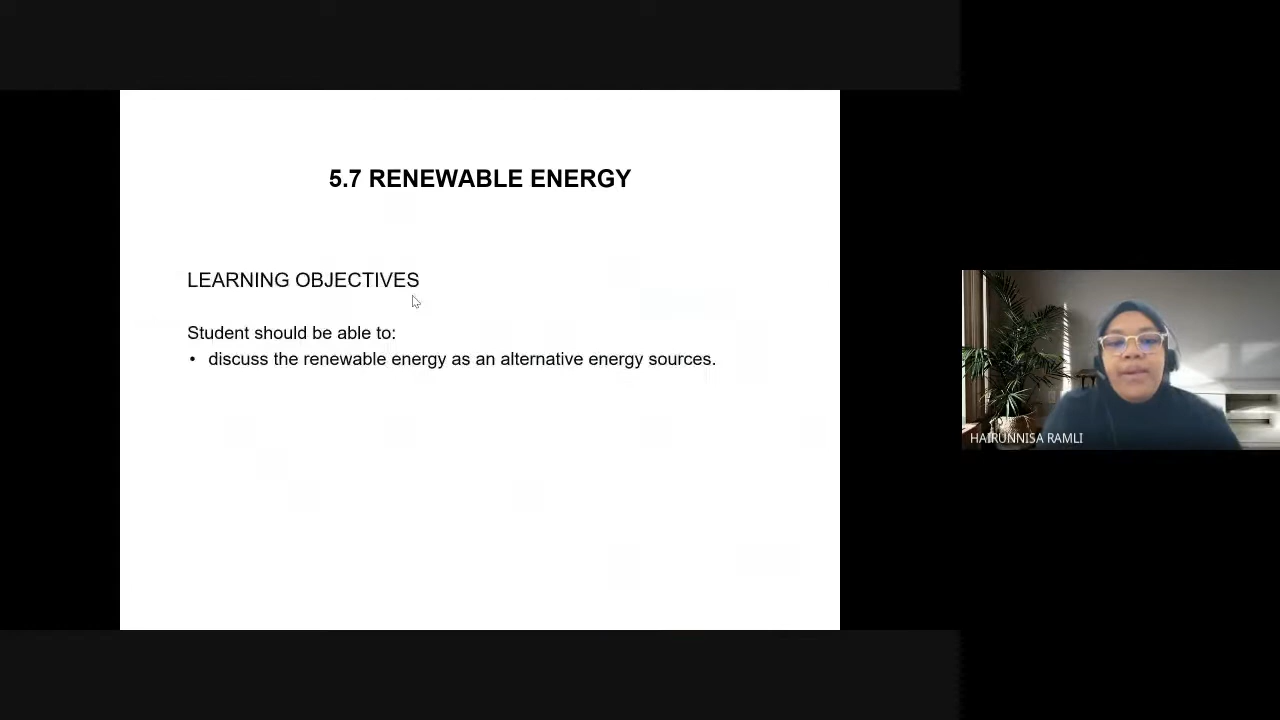 5.7 RENEWABLE ENERGY
LEARNING OBJECTIVES
Student should be able to:
• discuss the renewable energy as an alternative energy sources.
HAIRUNNISA RAMLI